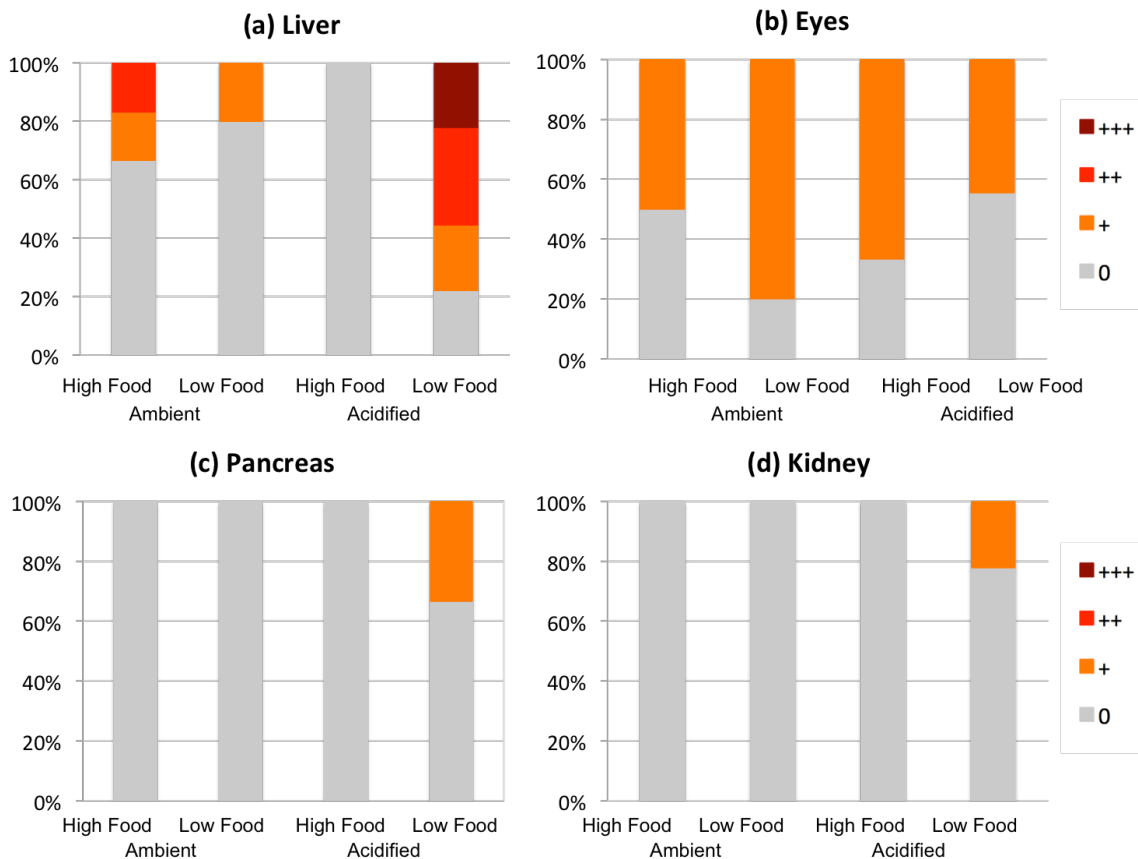 (a) Liver
100%
80%
60%
40%
20%
0%
High Food Low Food High Food Low Food
Ambient Acidified
(b) Eyes
100%
80%
60%
40%
20%
0%
High Food Low Food High Food Low Food
Ambient Acidified
+++
++
+
0
(c) Pancreas
100%
80%
60%
40%
20%
0%
High Food Low Food High Food Low Food
Ambient Acidified
(d) Kidney
100%
80%
60%
40%
20%
0%
High Food Low Food High Food Low Food
Ambient Acidified
+++
++
+
0